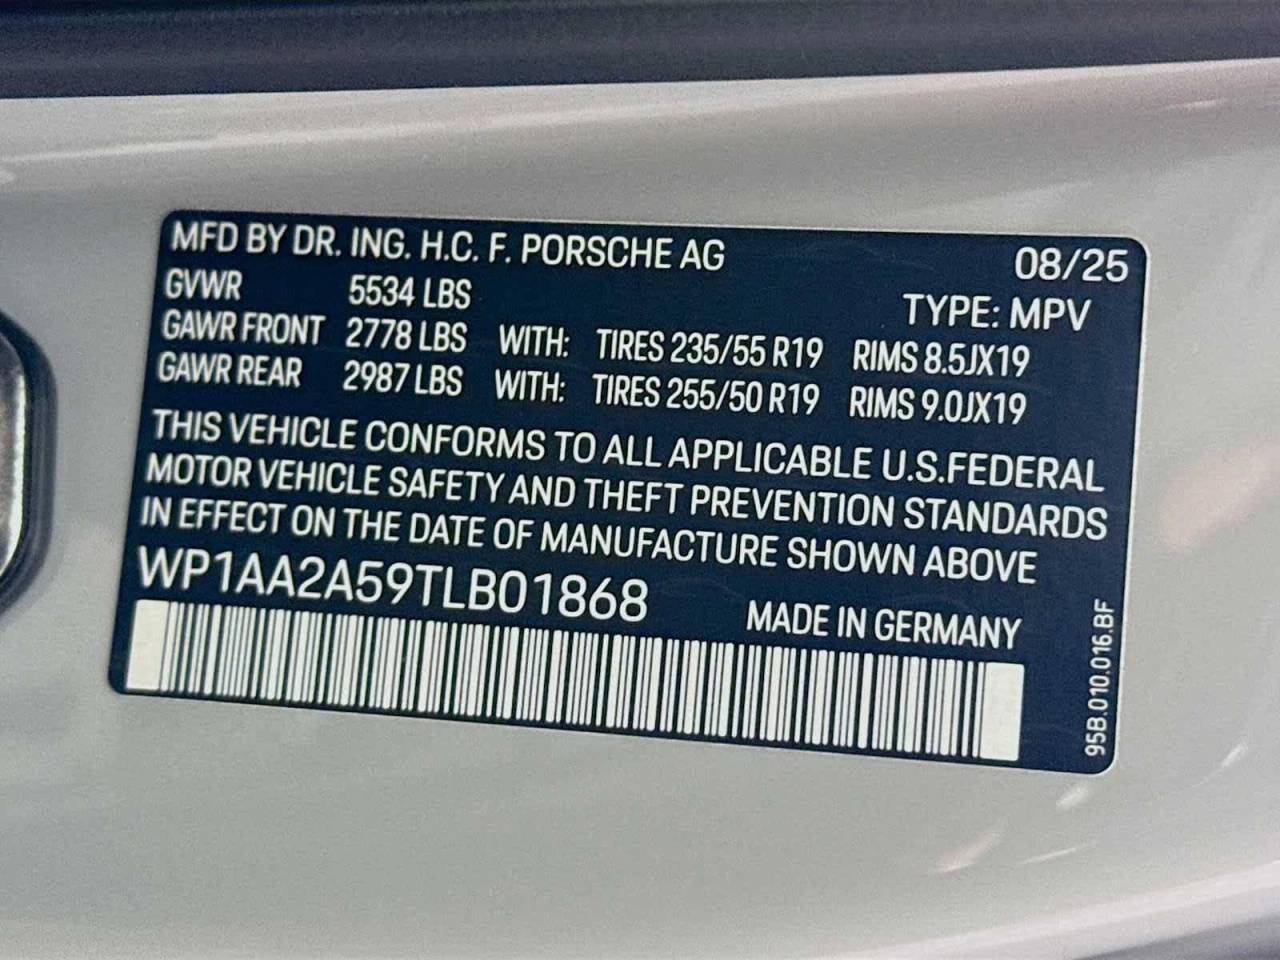 MFD BY DR. ING. H.C. F. PORSCHE AG 08/25
GVWR 5534 LBS TYPE: MPV
GAWR FRONT 2778 LBS WITH: TIRES 235/55 R19 RIMS 8.5JX19
GAWR REAR 2987 LBS WITH: TIRES 255/50 R19 RIMS 9.0JX19
THIS VEHICLE CONFORMS TO ALL APPLICABLE U.S.FEDERAL
MOTOR VEHICLE SAFETY AND THEFT PREVENTION STANDARDS
IN EFFECT ON THE DATE OF MANUFACTURE SHOWN ABOVE
WP1AA2A59TLB01868 MADE IN GERMANY
95B.010.016.BF